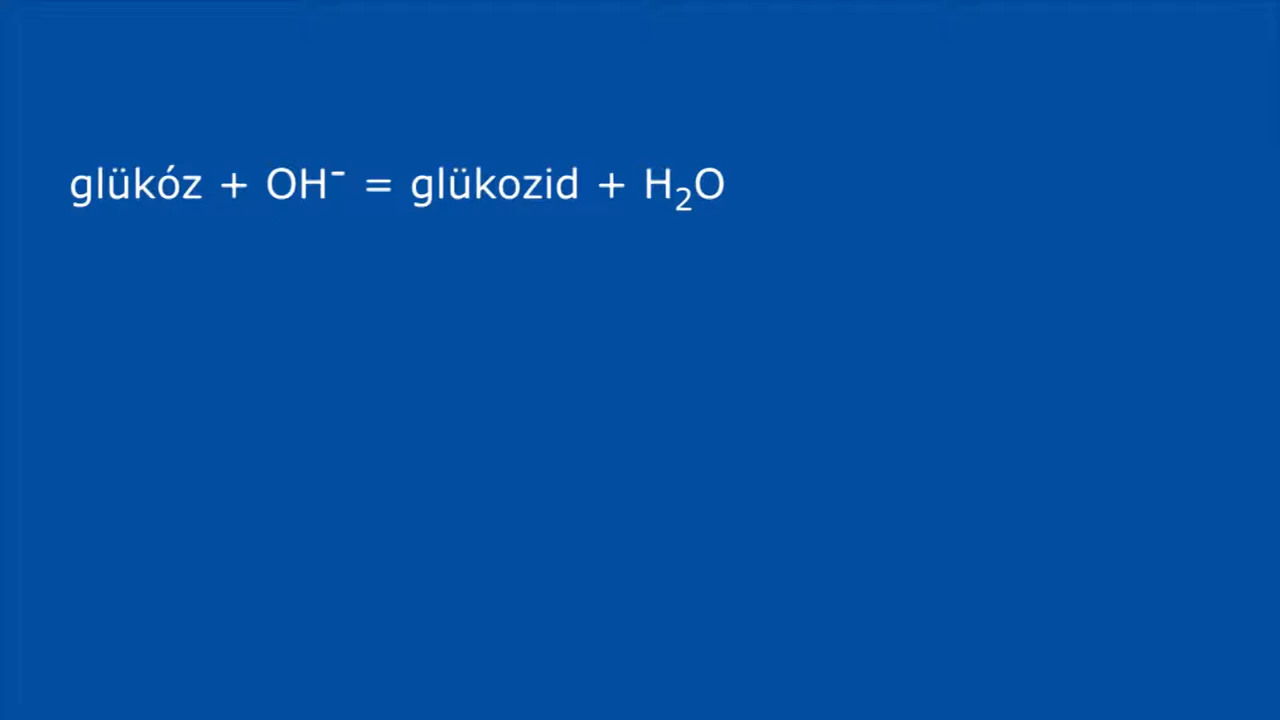 glükóz + OH⁻ = glükozid + H₂O